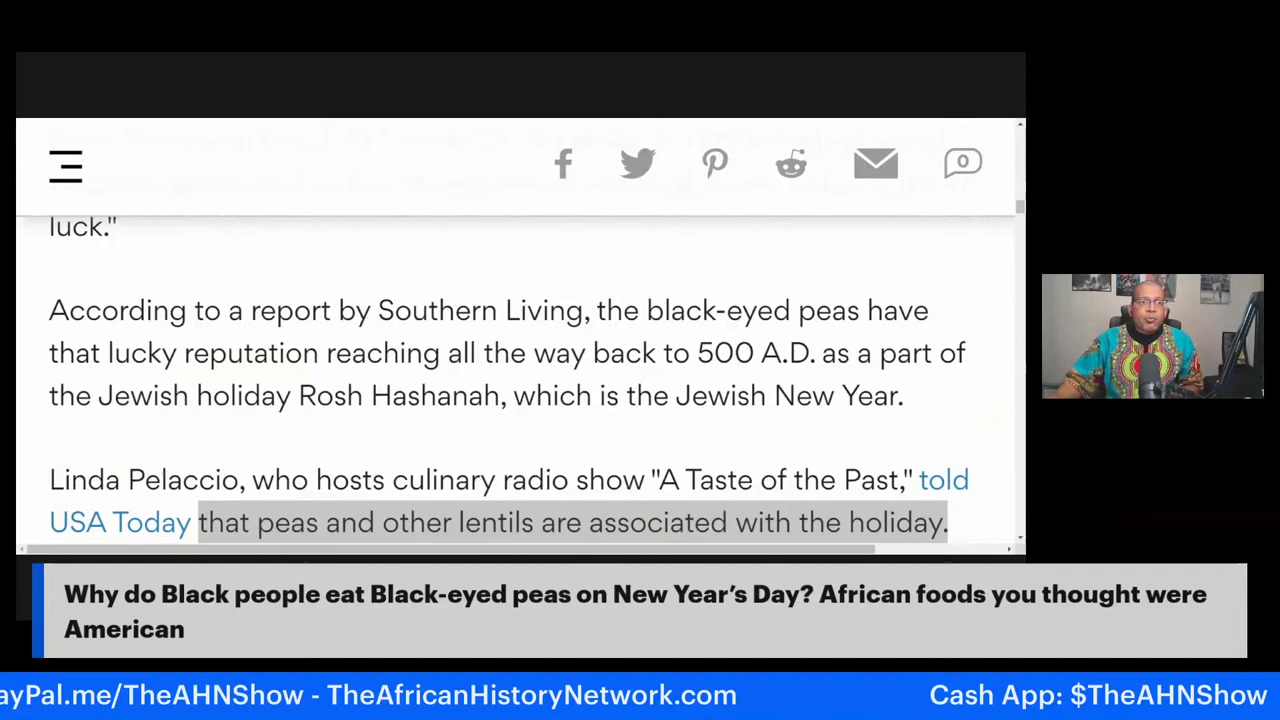 0
luck."
According to a report by Southern Living, the black-eyed peas have
that lucky reputation reaching all the way back to 500 A.D. as a part of
the Jewish holiday Rosh Hashanah, which is the Jewish New Year.
Linda Pelaccio, who hosts culinary radio show "A Taste of the Past," told
USA Today that peas and other lentils are associated with the holiday.
Why do Black people eat Black-eyed peas on New Year's Day? African foods you thought were
American
ayPal.me/TheAHNShow - TheAfricanHistoryNetwork.com
Cash App: $TheAHNShow